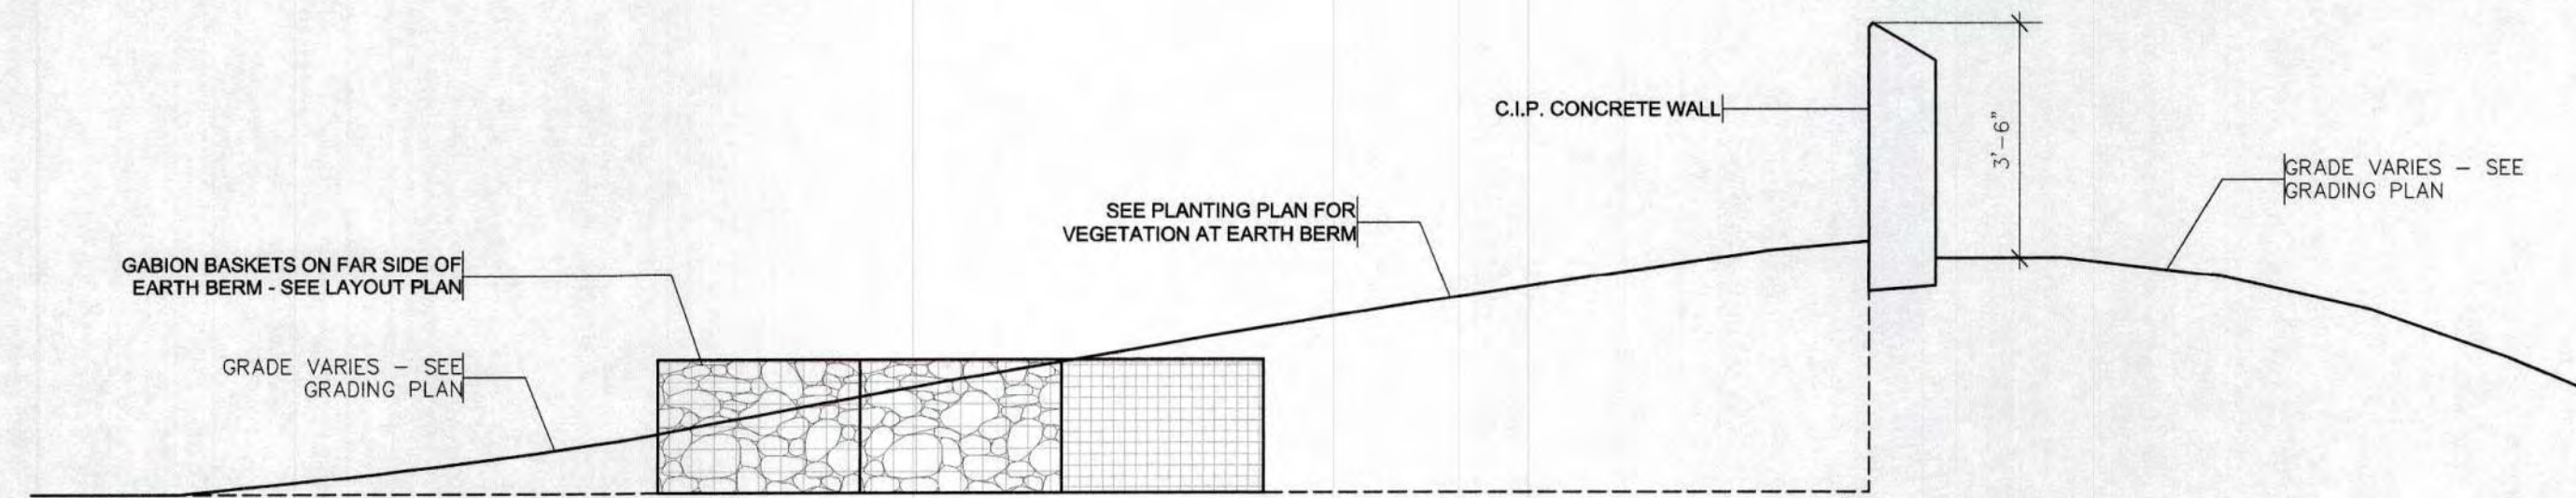 C.I.P. CONCRETE WALL
3'-6"
GRADE VARIES – SEE
GRADING PLAN
SEE PLANTING PLAN FOR
VEGETATION AT EARTH BERM
GABION BASKETS ON FAR SIDE OF
EARTH BERM - SEE LAYOUT PLAN
GRADE VARIES – SEE
GRADING PLAN